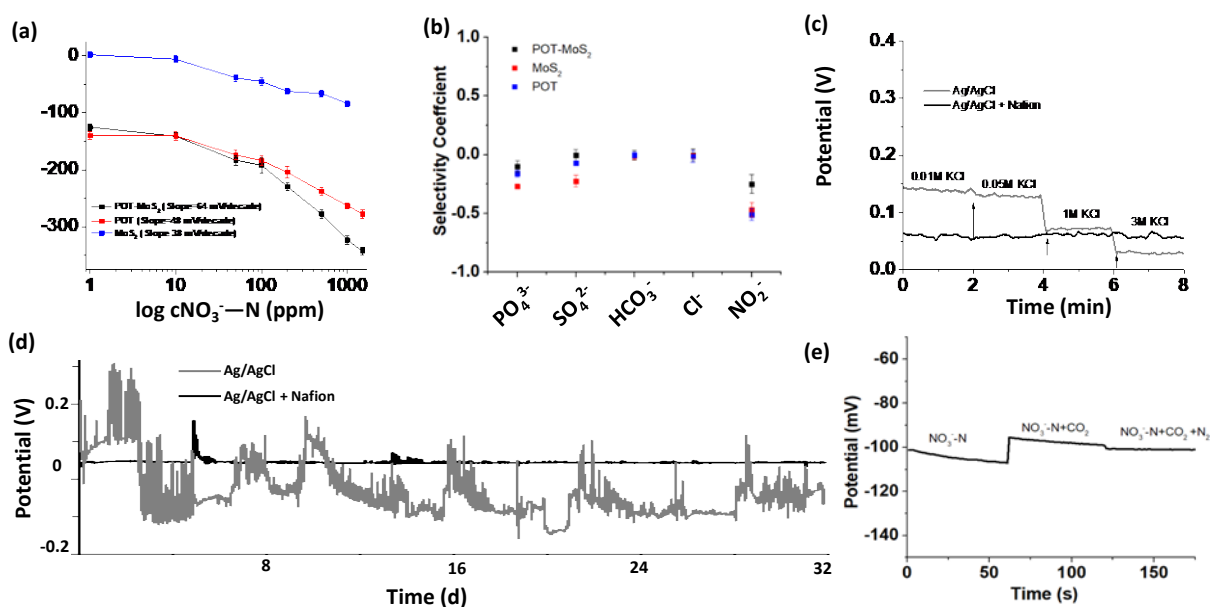 (a)
0
-100
-200
-300
POT-MoS₂ ( Slope=64 mV/decade)
POT ( Slope=48 mV/decade)
MoS₂ ( Slope 38 mV/decade)
1
10
100
1000
log cNO₃⁻—N (ppm)
(b)
1.0
0.5
0.0
-0.5
-1.0
Selectivity Coeffcient
POT-MoS₂
MoS₂
POT
PO₄³⁻
SO₄²⁻
HCO₃⁻
Cl⁻
NO₂⁻
(c)
0.4
0.3
0.2
0.1
0.0
Potential (V)
Ag/AgCl
Ag/AgCl + Nafion
0.01M KCl
0.05M KCl
1M KCl
3M KCl
0
2
4
6
8
Time (min)
(d)
Ag/AgCl
Ag/AgCl + Nafion
0.2
0
-0.2
Potential (V)
8
16
24
32
Time (d)
(e)
-60
-80
-100
-120
-140
Potential (mV)
NO₃⁻-N
NO₃⁻-N+CO₂
NO₃⁻-N+CO₂ +N₂
0
50
100
150
Time (s)